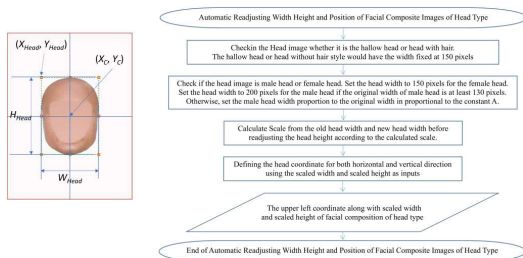 (X_Head, Y_Head)
(X_C, Y_C)
H_Head
W_Head
Automatic Readjusting Width Height and Position of Facial Composite Images of Head Type
Checkin the Head image whether it is the hallow head or head with hair.
The hallow head or head without hair style would have the width fixed at 150 pixels
Check if the head image is male head or female head. Set the head width to 150 pixels for the female head.
Set the head width to 200 pixels for the male head if the original width of male head is at least 130 pixels.
Otherwise, set the male head width proportion to the original width in proportional to the constant A.
Calculate Scale from the old head width and new head width before
readjusting the head height according to the calculated scale.
Defining the head coordinate for both horizontal and vertical direction
using the scaled width and scaled height as inputs
The upper left coordinate along with scaled width
and scaled height of facial composition of head type
End of Automatic Readjusting Width Height and Position of Facial Composite Images of Head Type